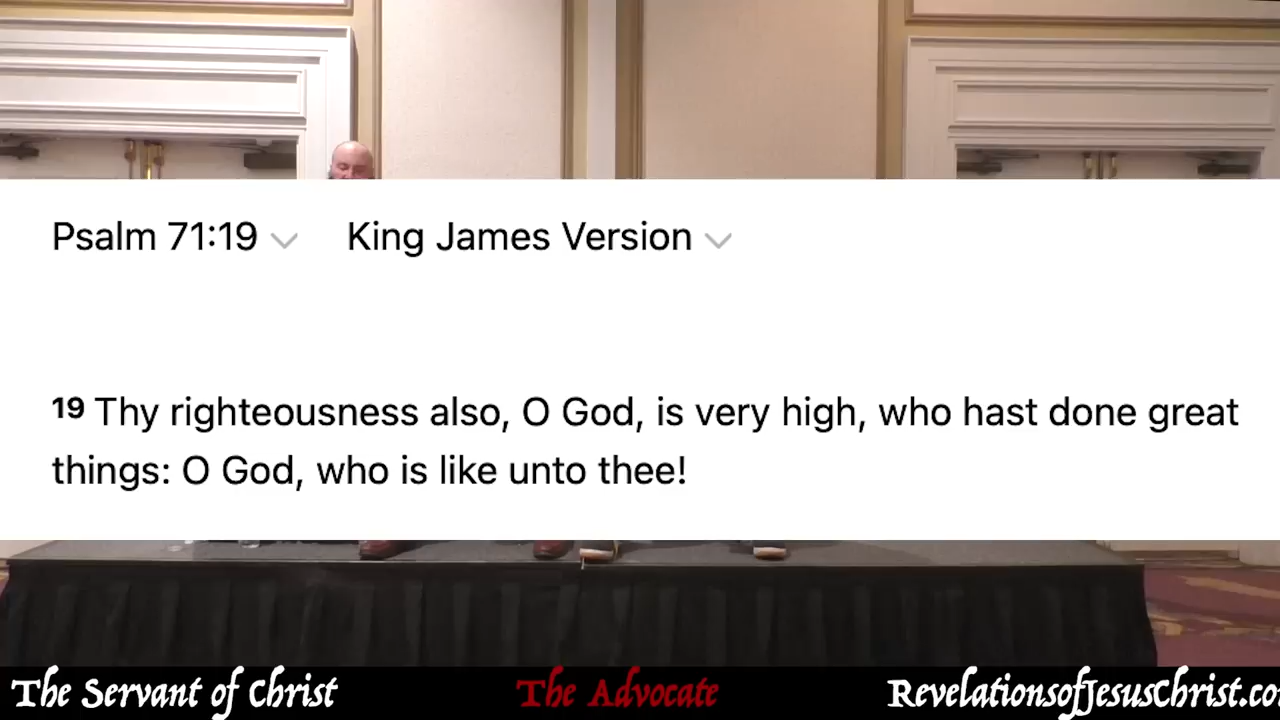 Psalm 71:19 King James Version
19 Thy righteousness also, O God, is very high, who hast done great
things: O God, who is like unto thee!
The Servant of Christ The Advocate RevelationsofJesusChrist.co